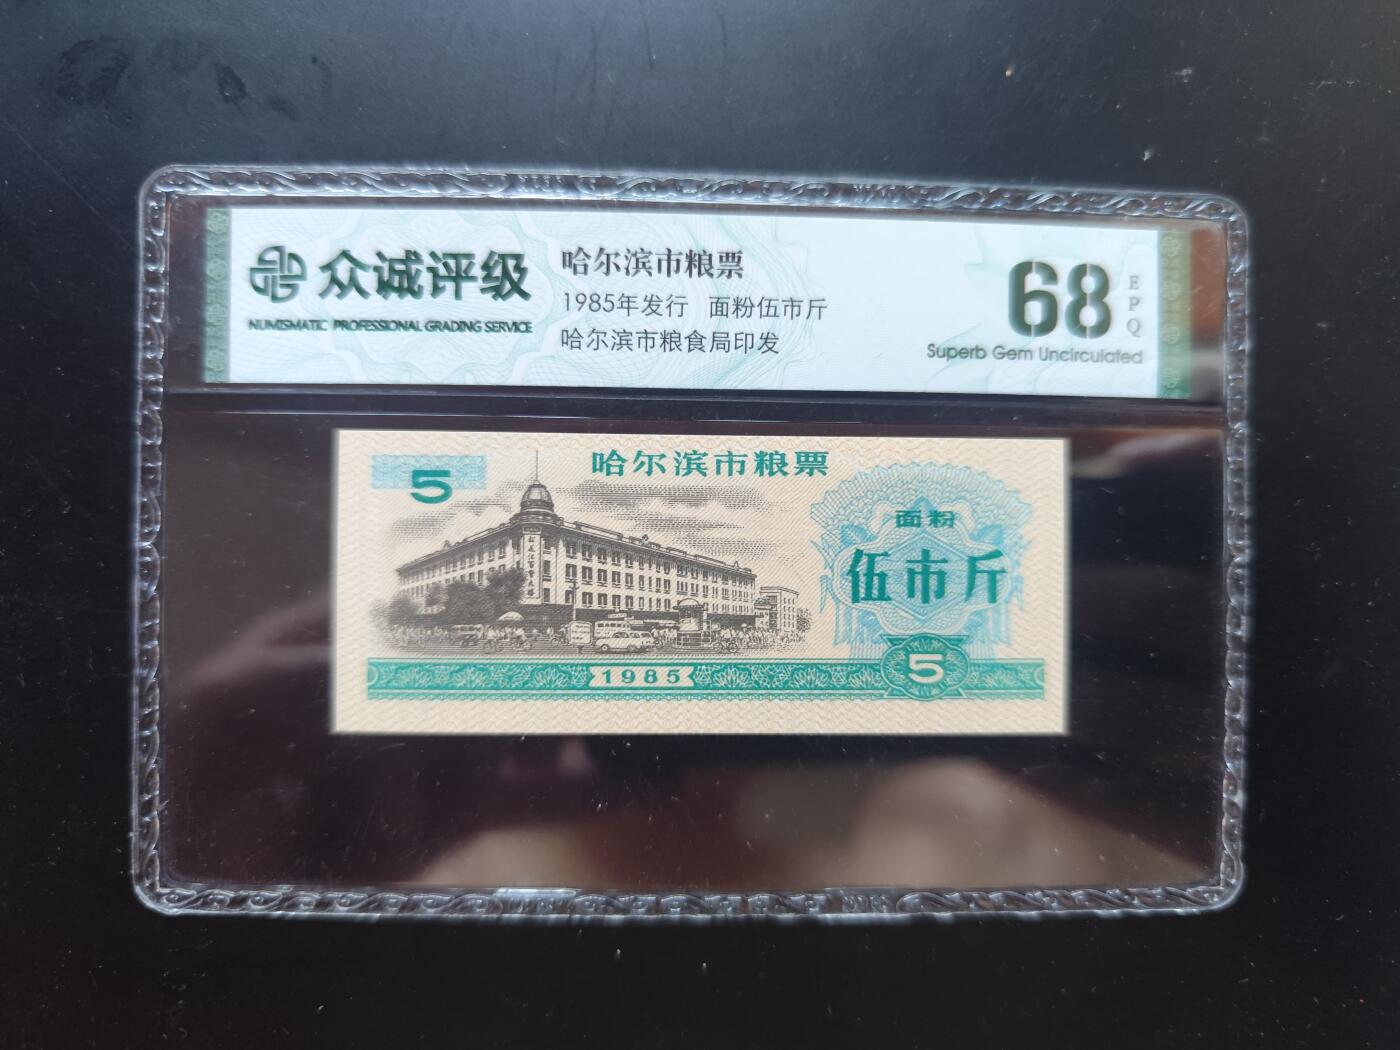 众诚评级
NUMISMATIC PROFESSIONAL GRADING SERVICE
哈尔滨市粮票
1985年发行 面粉伍市斤
哈尔滨市粮食局印发
68
EPQ
Superb Gem Uncirculated
5
哈尔滨市粮票
面粉
伍市斤
1985
5